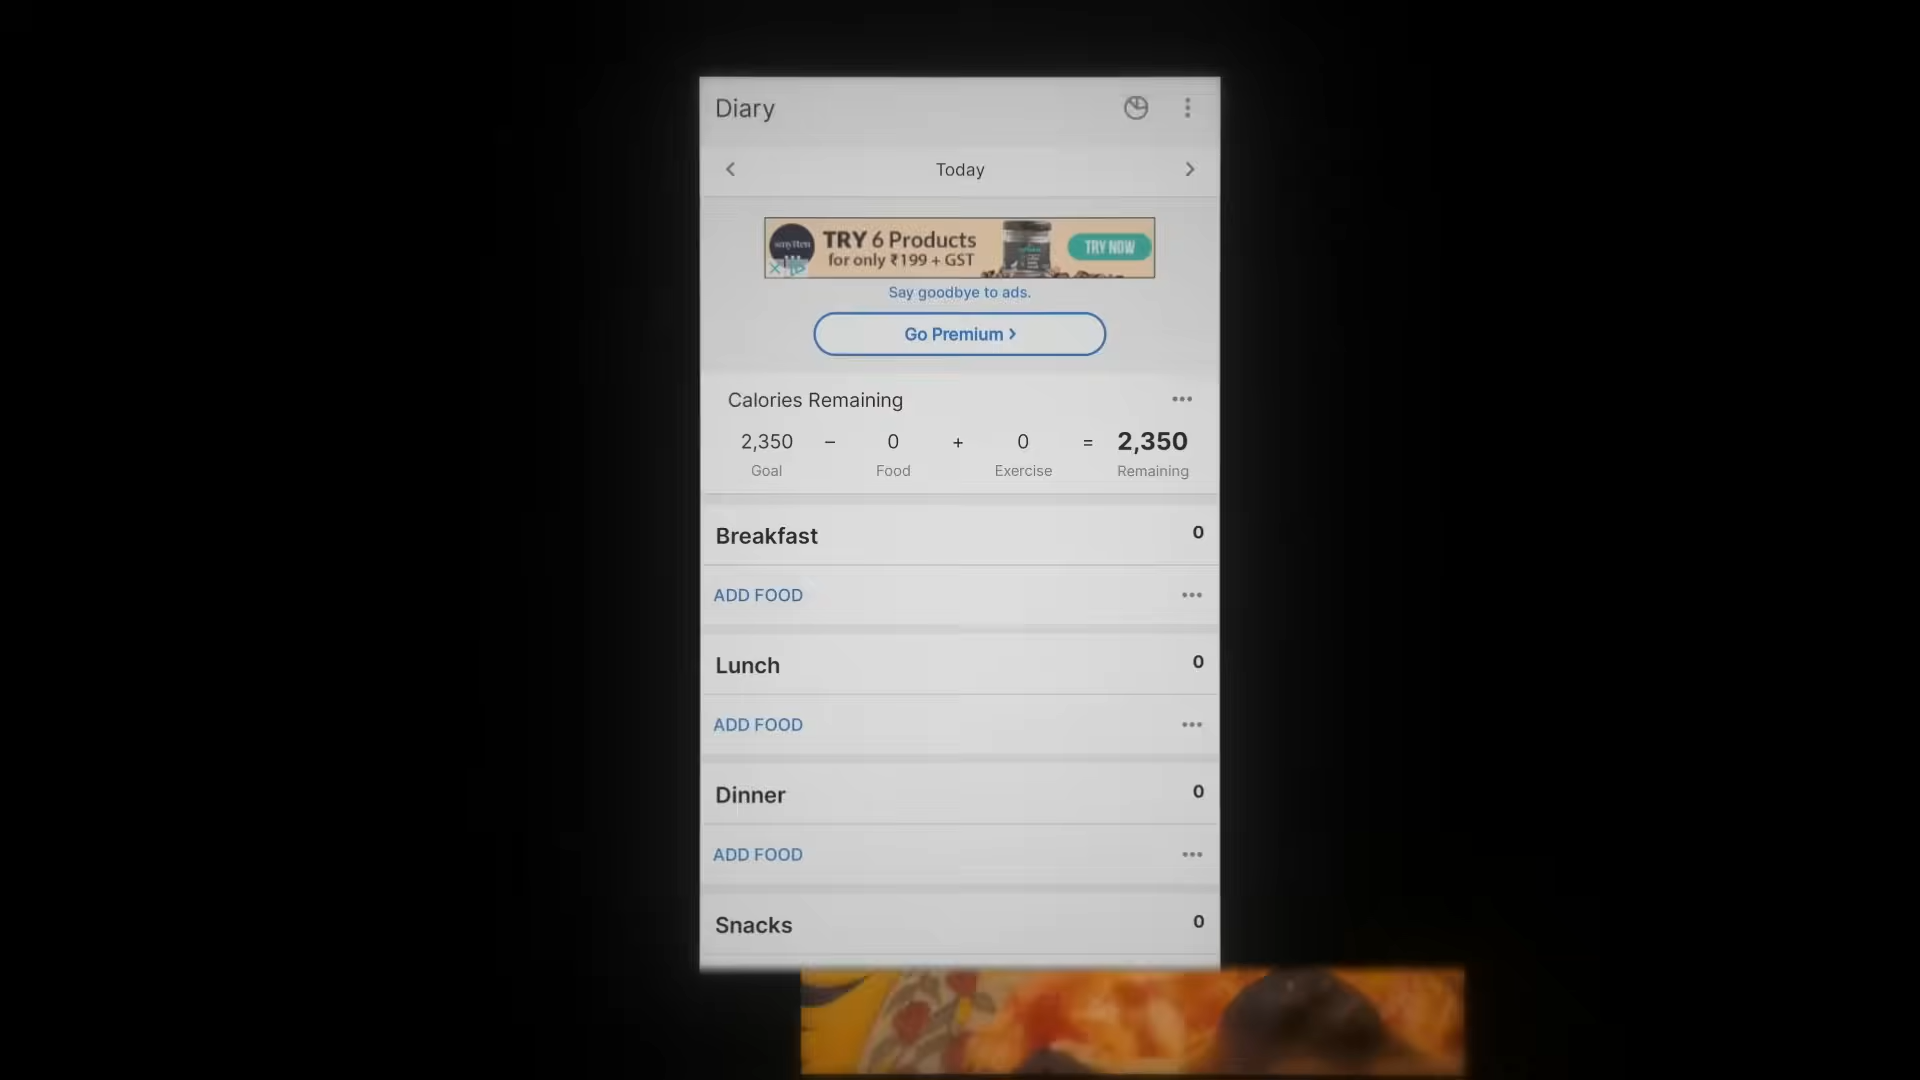 Diary
Today
smytten
TRY 6 Products
for only ₹199 + GST
TRY NOW
Say goodbye to ads.
Go Premium ›
Calories Remaining
2,350 – 0 + 0 = 2,350
Goal Food Exercise Remaining
Breakfast 0
ADD FOOD
Lunch 0
ADD FOOD
Dinner 0
ADD FOOD
Snacks 0